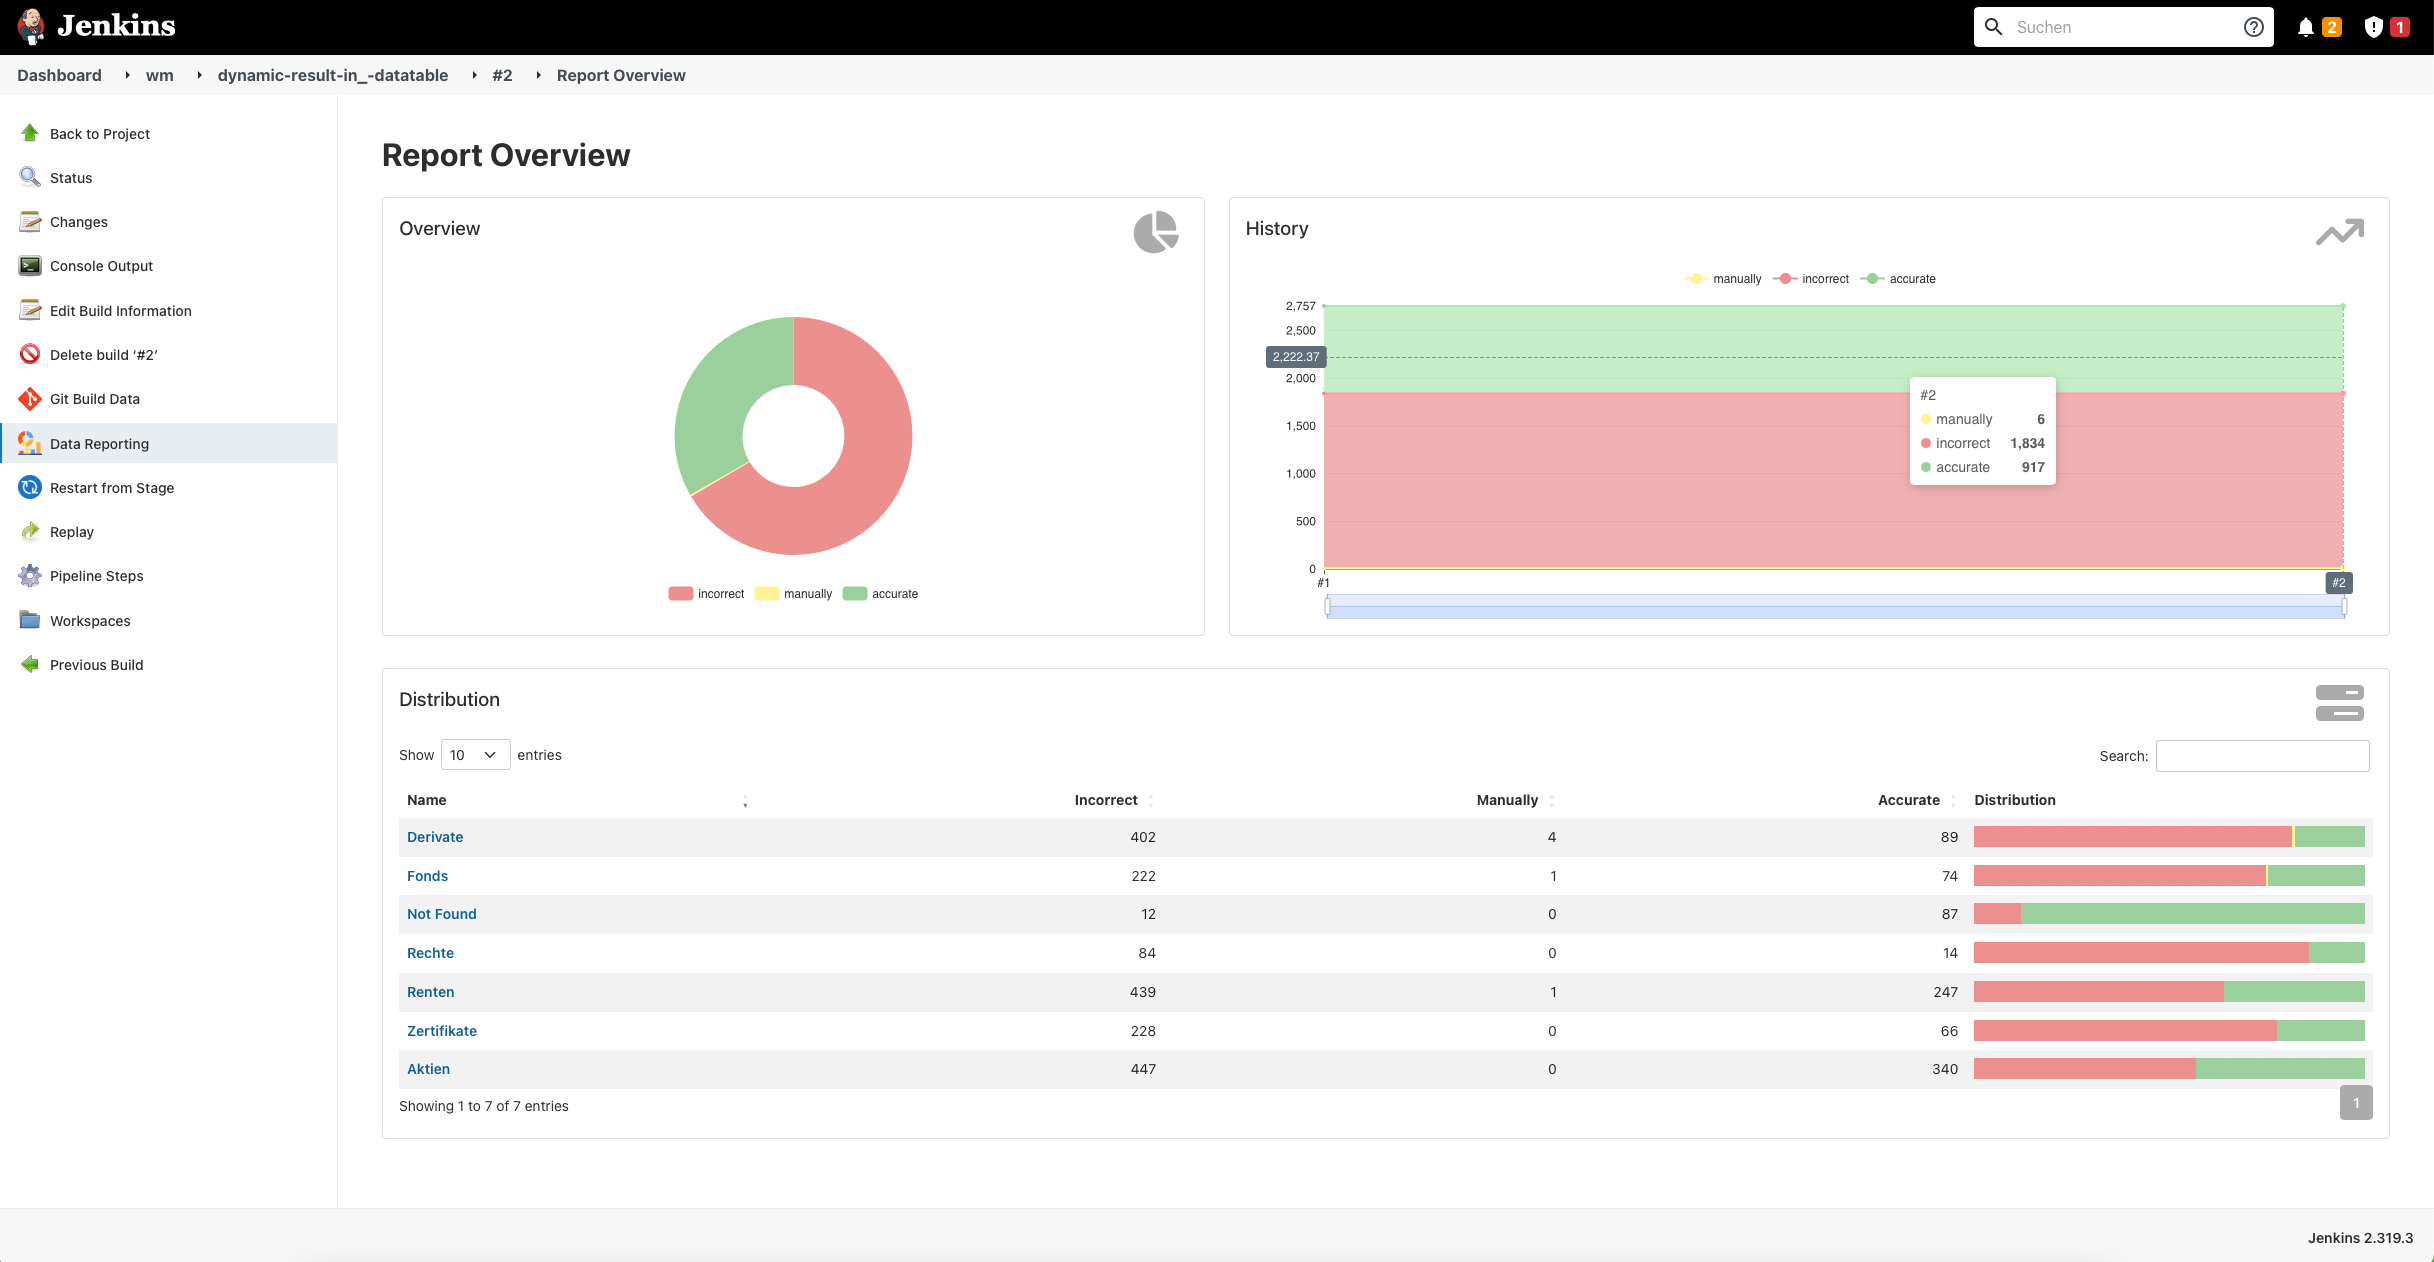 Jenkins
Suchen
2
1
Dashboard
wm
dynamic-result-in_-datatable
#2
Report Overview
Back to Project
Status
Changes
Console Output
Edit Build Information
Delete build ‘#2’
Git Build Data
Data Reporting
Restart from Stage
Replay
Pipeline Steps
Workspaces
Previous Build
Report Overview
Overview
incorrect manually accurate
History
manually incorrect accurate
2,757
2,500
2,222.37
2,000
1,500
1,000
500
0
#2
manually 6
incorrect 1,834
accurate 917
#1
#2
Distribution
Show 10 entries
Search:
Name Incorrect Manually Accurate Distribution
Derivate 402 4 89
Fonds 222 1 74
Not Found 12 0 87
Rechte 84 0 14
Renten 439 1 247
Zertifikate 228 0 66
Aktien 447 0 340
Showing 1 to 7 of 7 entries
1
Jenkins 2.319.3